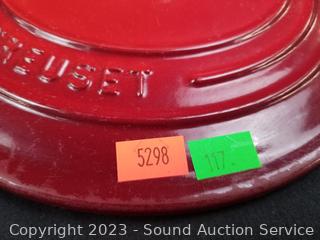 EUSET
5298
117.
Copyright © 2023 - Sound Auction Service